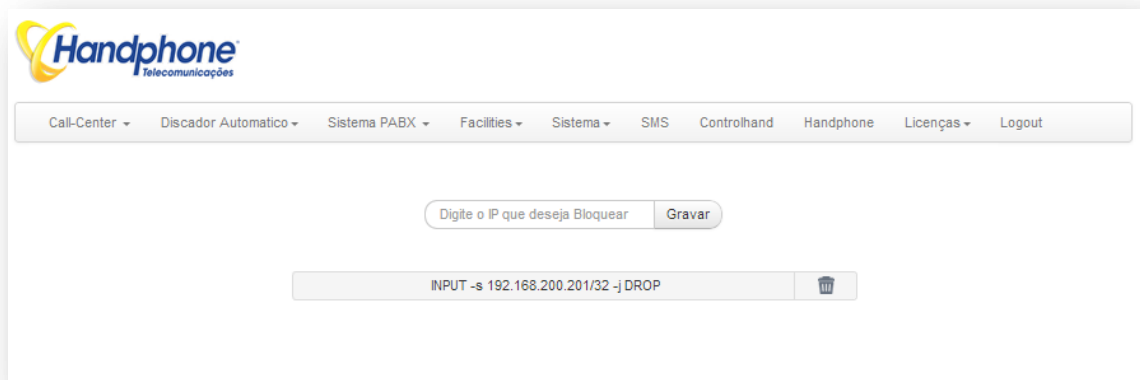 Handphone
Telecomunicações
Call-Center Discador Automatico Sistema PABX Facilities Sistema SMS Controlhand Handphone Licenças Logout
Digite o IP que deseja Bloquear Gravar
INPUT -s 192.168.200.201/32 -j DROP